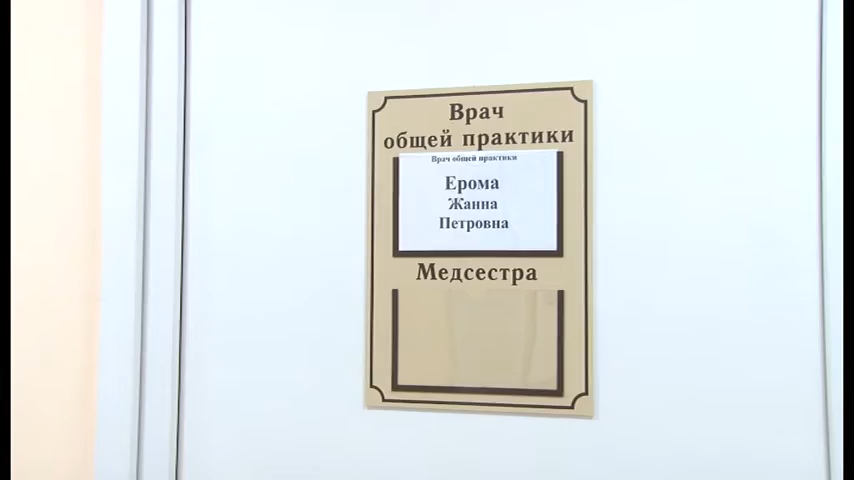 Врач
общей практики
Врач общей практики
Ерома
Жанна
Петровна
Медсестра